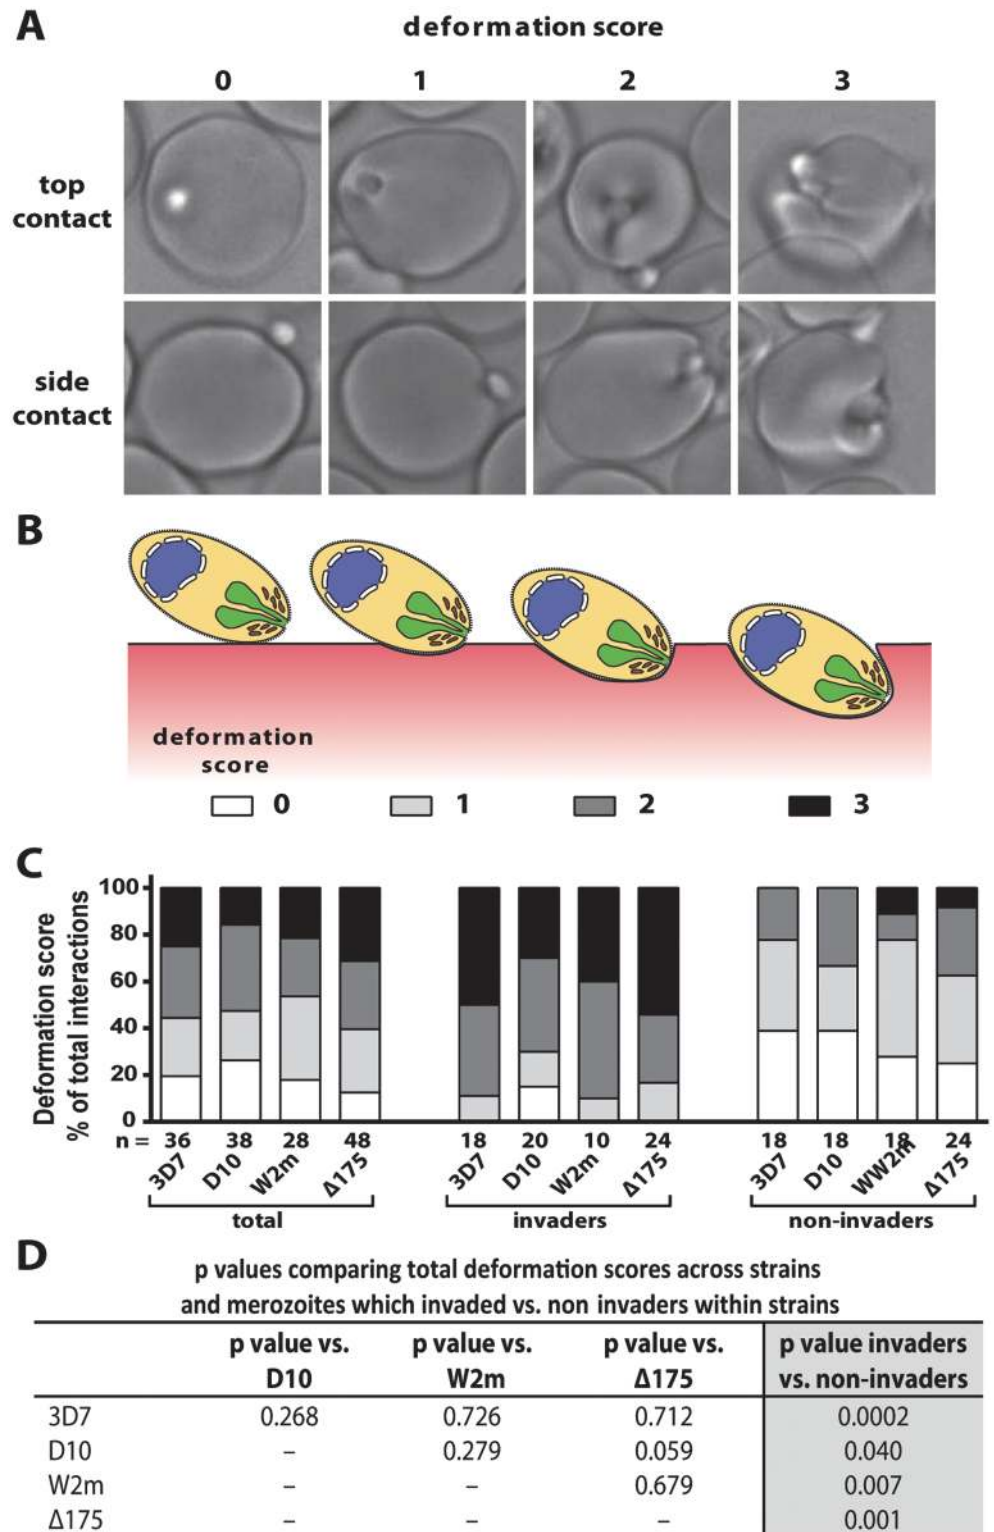 A
deformation score
0 1 2 3
top
contact
side
contact
B
deformation
score
0 1 2 3
C
Deformation score
% of total interactions
100
80
60
40
20
0
n = 36 38 28 48 18 20 10 24 18 18 18 24
3D7 D10 W2m Δ175 3D7 D10 W2m Δ175 3D7 D10 WW2m Δ175
total invaders non-invaders
D
p values comparing total deformation scores across strains
and merozoites which invaded vs. non invaders within strains
p value vs. p value vs. p value vs. p value invaders
D10 W2m Δ175 vs. non-invaders
3D7 0.268 0.726 0.712 0.0002
D10 – 0.279 0.059 0.040
W2m – – 0.679 0.007
Δ175 – – – 0.001